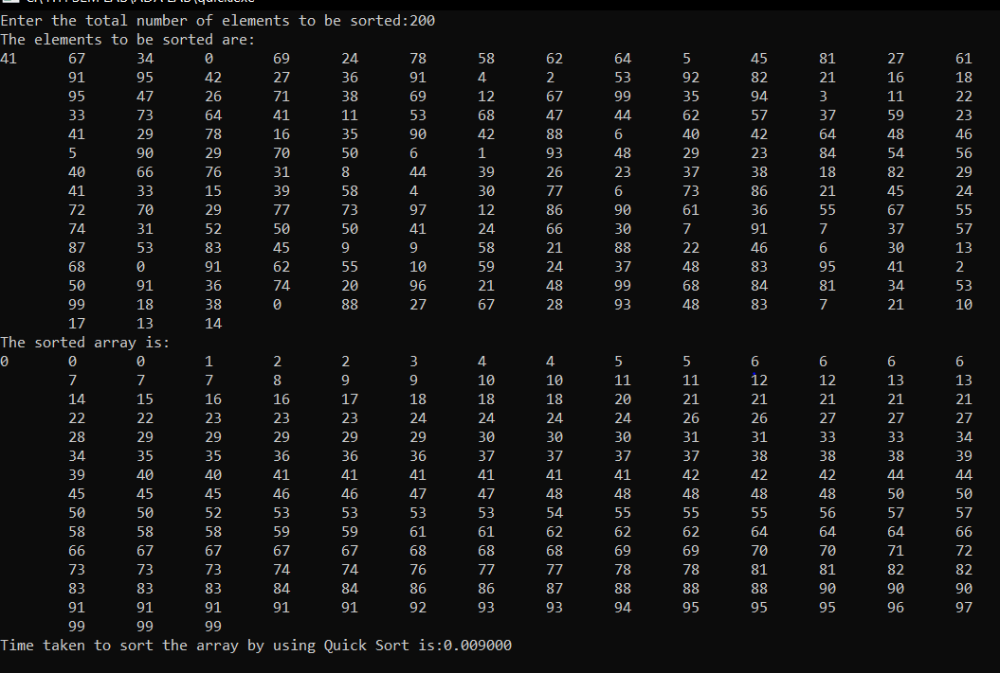 Enter the total number of elements to be sorted:200
The elements to be sorted are:
41 67 34 0 69 24 78 58 62 64 5 45 81 27 61
91 95 42 27 36 91 4 2 53 92 82 21 16 18
95 47 26 71 38 69 12 67 99 35 94 3 11 22
33 73 64 41 11 53 68 47 44 62 57 37 59 23
41 29 78 16 35 90 42 88 6 40 42 64 48 46
5 90 29 70 50 6 1 93 48 29 23 84 54 56
40 66 76 31 8 44 39 26 23 37 38 18 82 29
41 33 15 39 58 4 30 77 6 73 86 21 45 24
72 70 29 77 73 97 12 86 90 61 36 55 67 55
74 31 52 50 50 41 24 66 30 7 91 7 37 57
87 53 83 45 9 9 58 21 88 22 46 6 30 13
68 0 91 62 55 10 59 24 37 48 83 95 41 2
50 91 36 74 20 96 21 48 99 68 84 81 34 53
99 18 38 0 88 27 67 28 93 48 83 7 21 10
17 13 14
The sorted array is:
0 0 0 1 2 2 3 4 4 5 5 6 6 6 6
7 7 7 8 9 9 10 10 11 11 12 12 13 13
14 15 16 16 17 18 18 18 20 21 21 21 21 21
22 22 23 23 23 24 24 24 24 26 26 27 27 27
28 29 29 29 29 29 30 30 30 31 31 33 33 34
34 35 35 36 36 36 37 37 37 37 38 38 38 39
39 40 40 41 41 41 41 41 41 42 42 42 44 44
45 45 45 46 46 47 47 48 48 48 48 48 50 50
50 50 52 53 53 53 53 54 55 55 55 56 57 57
58 58 58 59 59 61 61 62 62 62 64 64 64 66
66 67 67 67 67 68 68 68 69 69 70 70 71 72
73 73 73 74 74 76 77 77 78 78 81 81 82 82
83 83 83 84 84 86 86 87 88 88 88 90 90 90
91 91 91 91 91 92 93 93 94 95 95 95 96 97
99 99 99
Time taken to sort the array by using Quick Sort is:0.009000